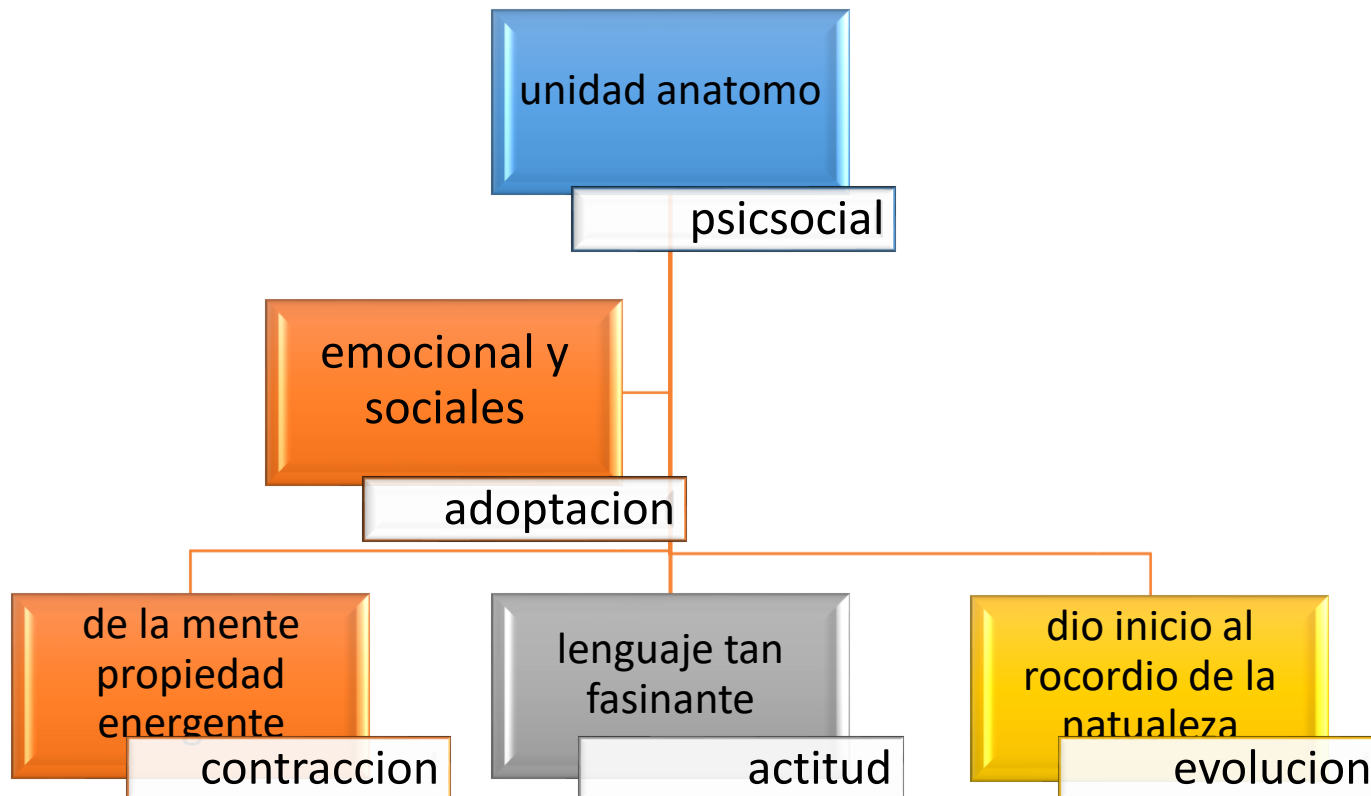 unidad anatomo
psicsocial
emocional y
sociales
adoptacion
de la mente
propiedad
energente
contraccion
lenguaje tan
fasinante
actitud
dio inicio al
rocordio de la
natualeza
evolucion